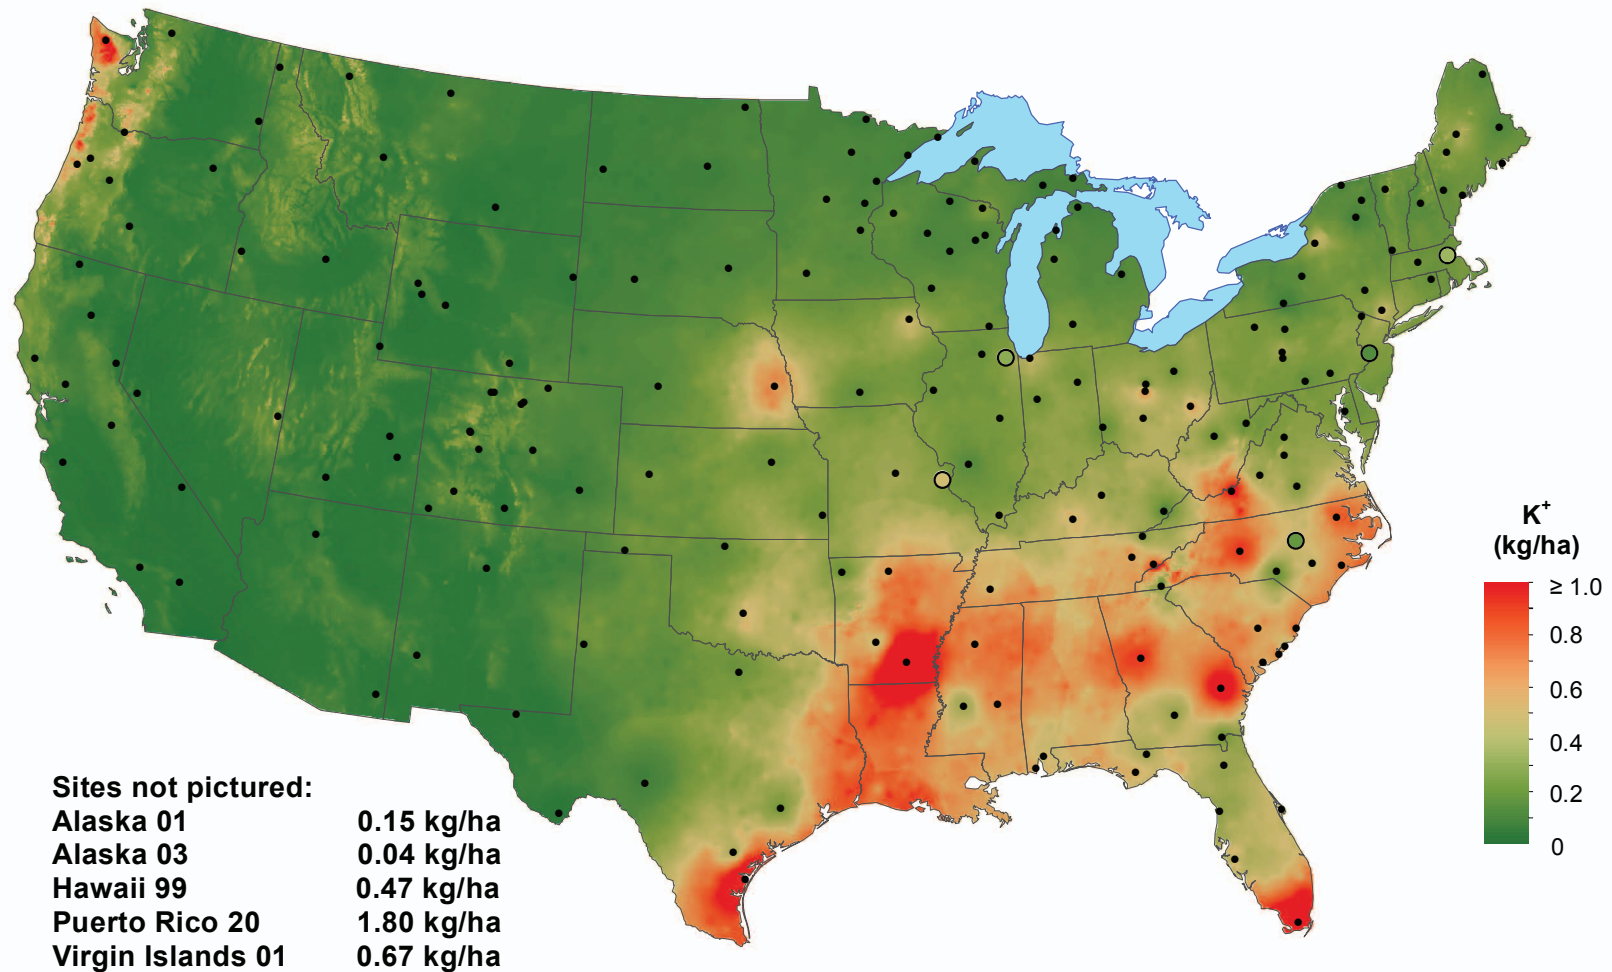 K+
(kg/ha)
≥ 1.0
0.8
0.6
0.4
0.2
0
Sites not pictured:
Alaska 01 0.15 kg/ha
Alaska 03 0.04 kg/ha
Hawaii 99 0.47 kg/ha
Puerto Rico 20 1.80 kg/ha
Virgin Islands 01 0.67 kg/ha